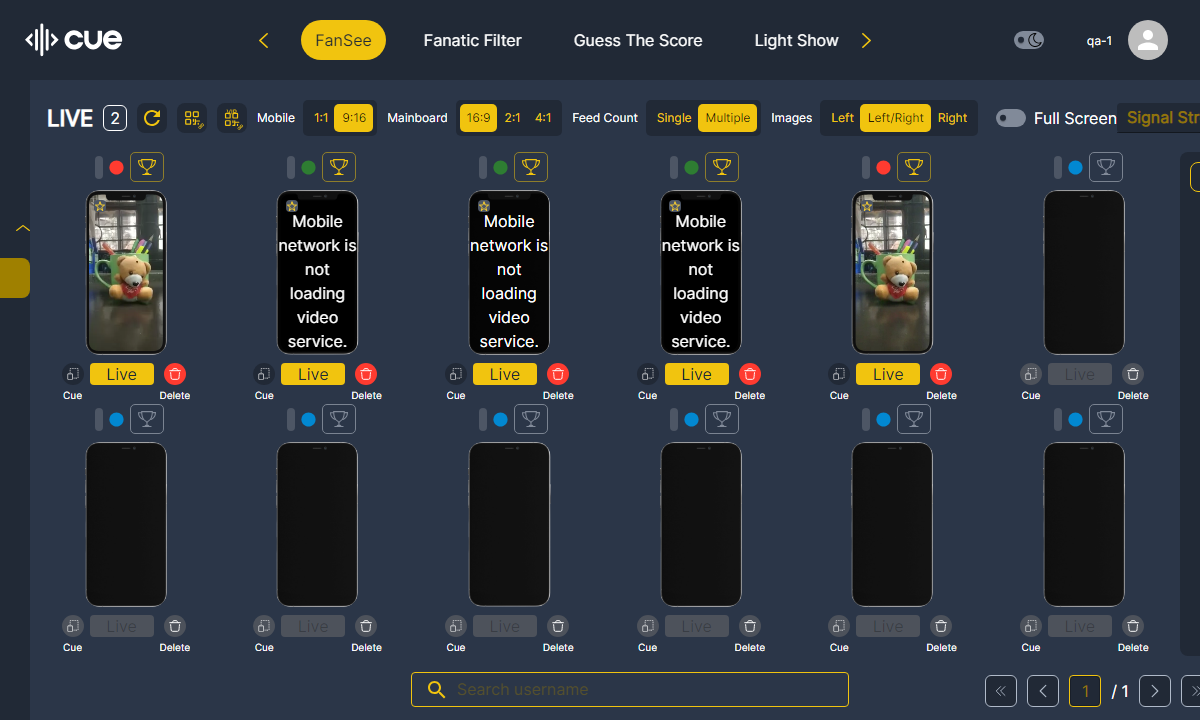 CUE
FanSee
Fanatic Filter
Guess The Score
Light Show
qa-1
LIVE 2
Mobile 1:1 9:16
Mainboard 16:9 2:1 4:1
Feed Count Single Multiple
Images Left Left/Right Right
Full Screen
Signal Str
Mobile network is not loading video service.
Mobile network is not loading video service.
Mobile network is not loading video service.
Live Live Live Live Live Live
Cue Delete Cue Delete Cue Delete Cue Delete Cue Delete Cue Delete
Live Live Live Live Live Live
Cue Delete Cue Delete Cue Delete Cue Delete Cue Delete Cue Delete
Search username
1 / 1